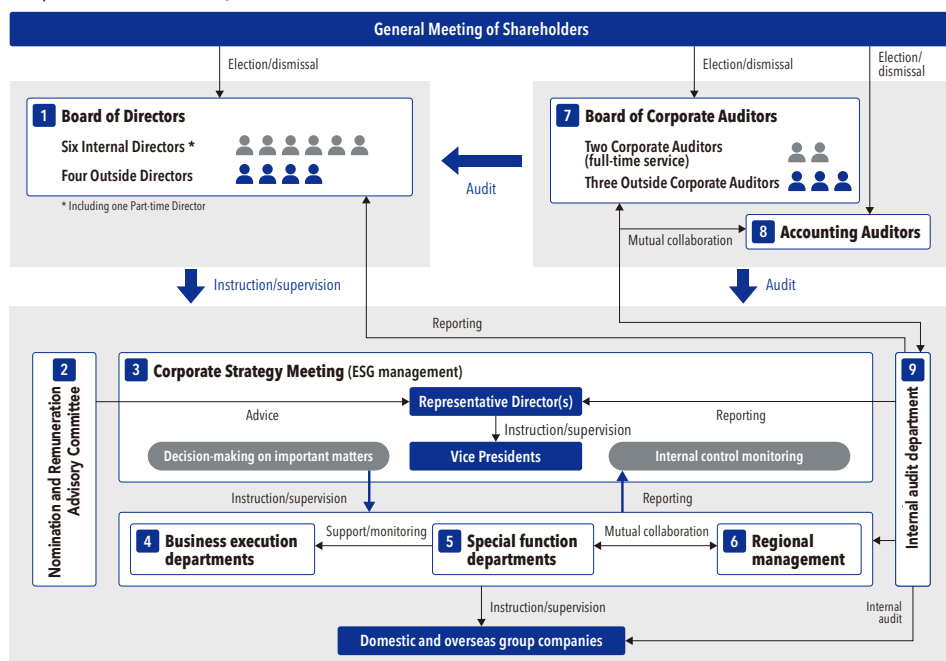 General Meeting of Shareholders
Election/dismissal
Election/dismissal
Election/
dismissal
1 Board of Directors
Six Internal Directors *
Four Outside Directors
* Including one Part-time Director
Audit
7 Board of Corporate Auditors
Two Corporate Auditors
(full-time service)
Three Outside Corporate Auditors
Mutual collaboration
8 Accounting Auditors
Instruction/supervision
Audit
Reporting
2
Nomination and Remuneration
Advisory Committee
3 Corporate Strategy Meeting (ESG management)
Representative Director(s)
Advice
Reporting
Instruction/supervision
Decision-making on important matters
Vice Presidents
Internal control monitoring
9
Internal audit department
Instruction/supervision
Reporting
4 Business execution
departments
Support/monitoring
5 Special function
departments
Mutual collaboration
6 Regional
management
Instruction/supervision
Internal
audit
Domestic and overseas group companies